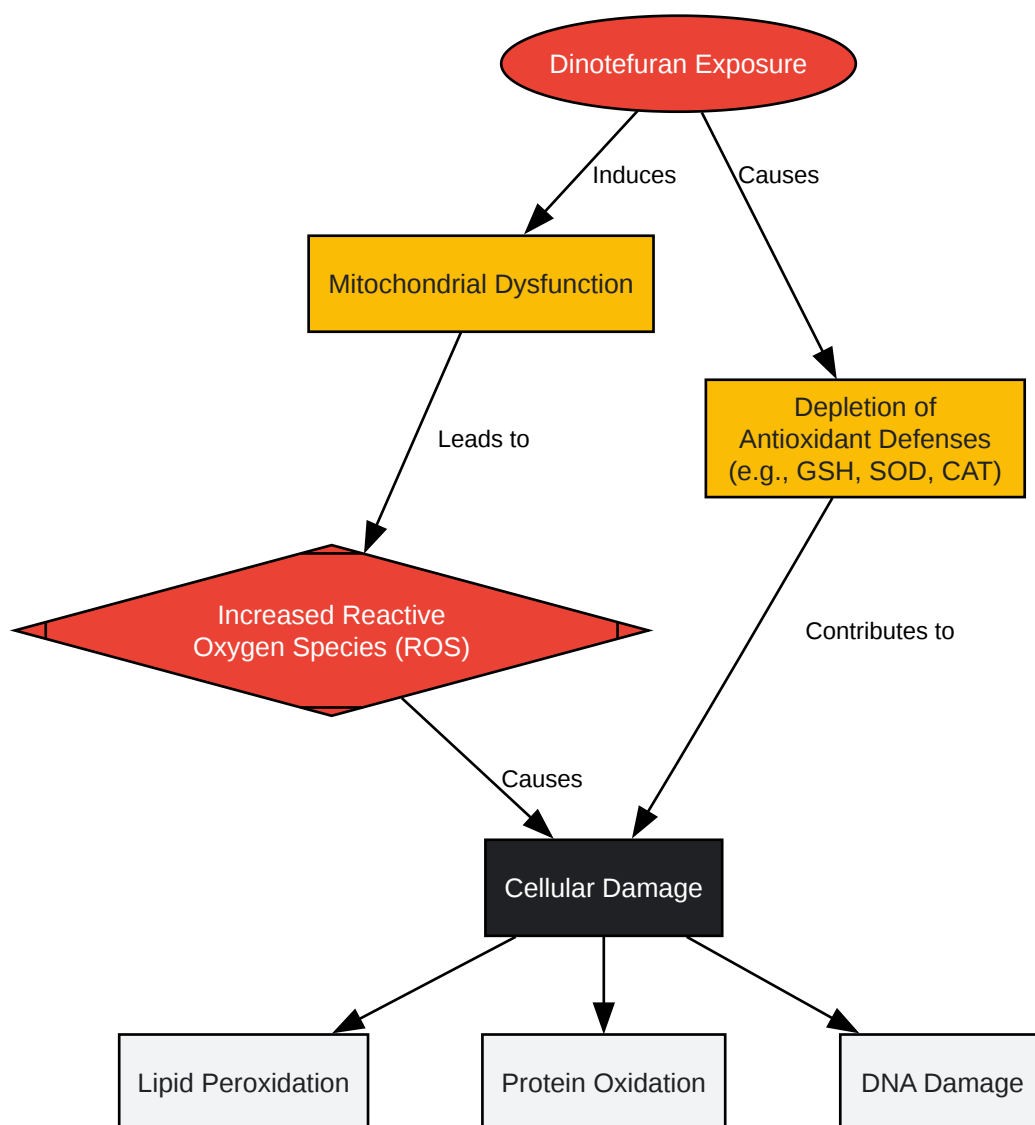 Dinotefuran Exposure
Induces
Causes
Mitochondrial Dysfunction
Depletion of
Antioxidant Defenses
(e.g., GSH, SOD, CAT)
Leads to
Increased Reactive
Oxygen Species (ROS)
Contributes to
Causes
Cellular Damage
Lipid Peroxidation
Protein Oxidation
DNA Damage